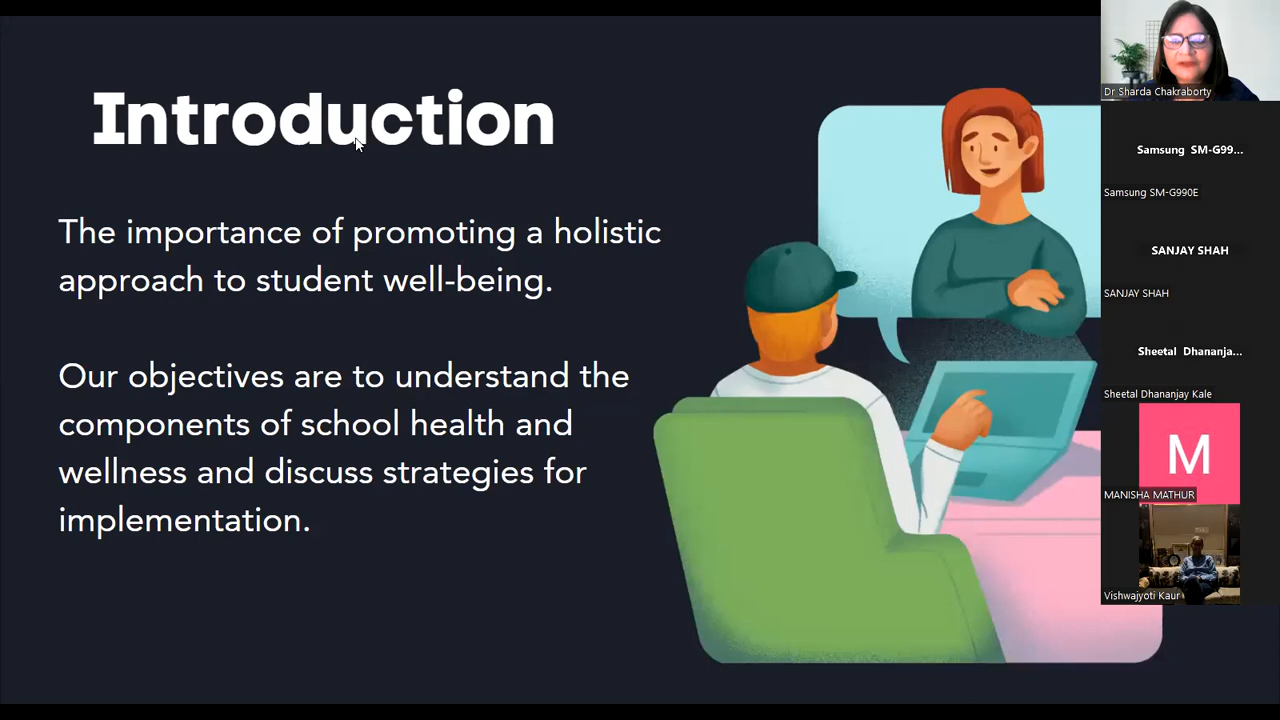 Introduction
The importance of promoting a holistic
approach to student well-being.
Our objectives are to understand the
components of school health and
wellness and discuss strategies for
implementation.
Dr Sharda Chakraborty
Samsung SM-G99...
Samsung SM-G990E
SANJAY SHAH
SANJAY SHAH
Sheetal Dhananja...
Sheetal Dhananjay Kale
M
MANISHA MATHUR
Vishwajyoti Kaur